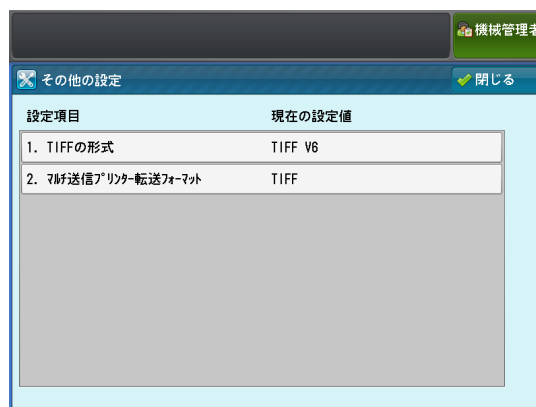 機械管理者
その他の設定
閉じる
設定項目 現在の設定値
1. TIFFの形式 TIFF V6
2. ﾏﾙﾁ送信ﾌﾟﾘﾝﾀｰ転送ﾌｫｰﾏｯﾄ TIFF